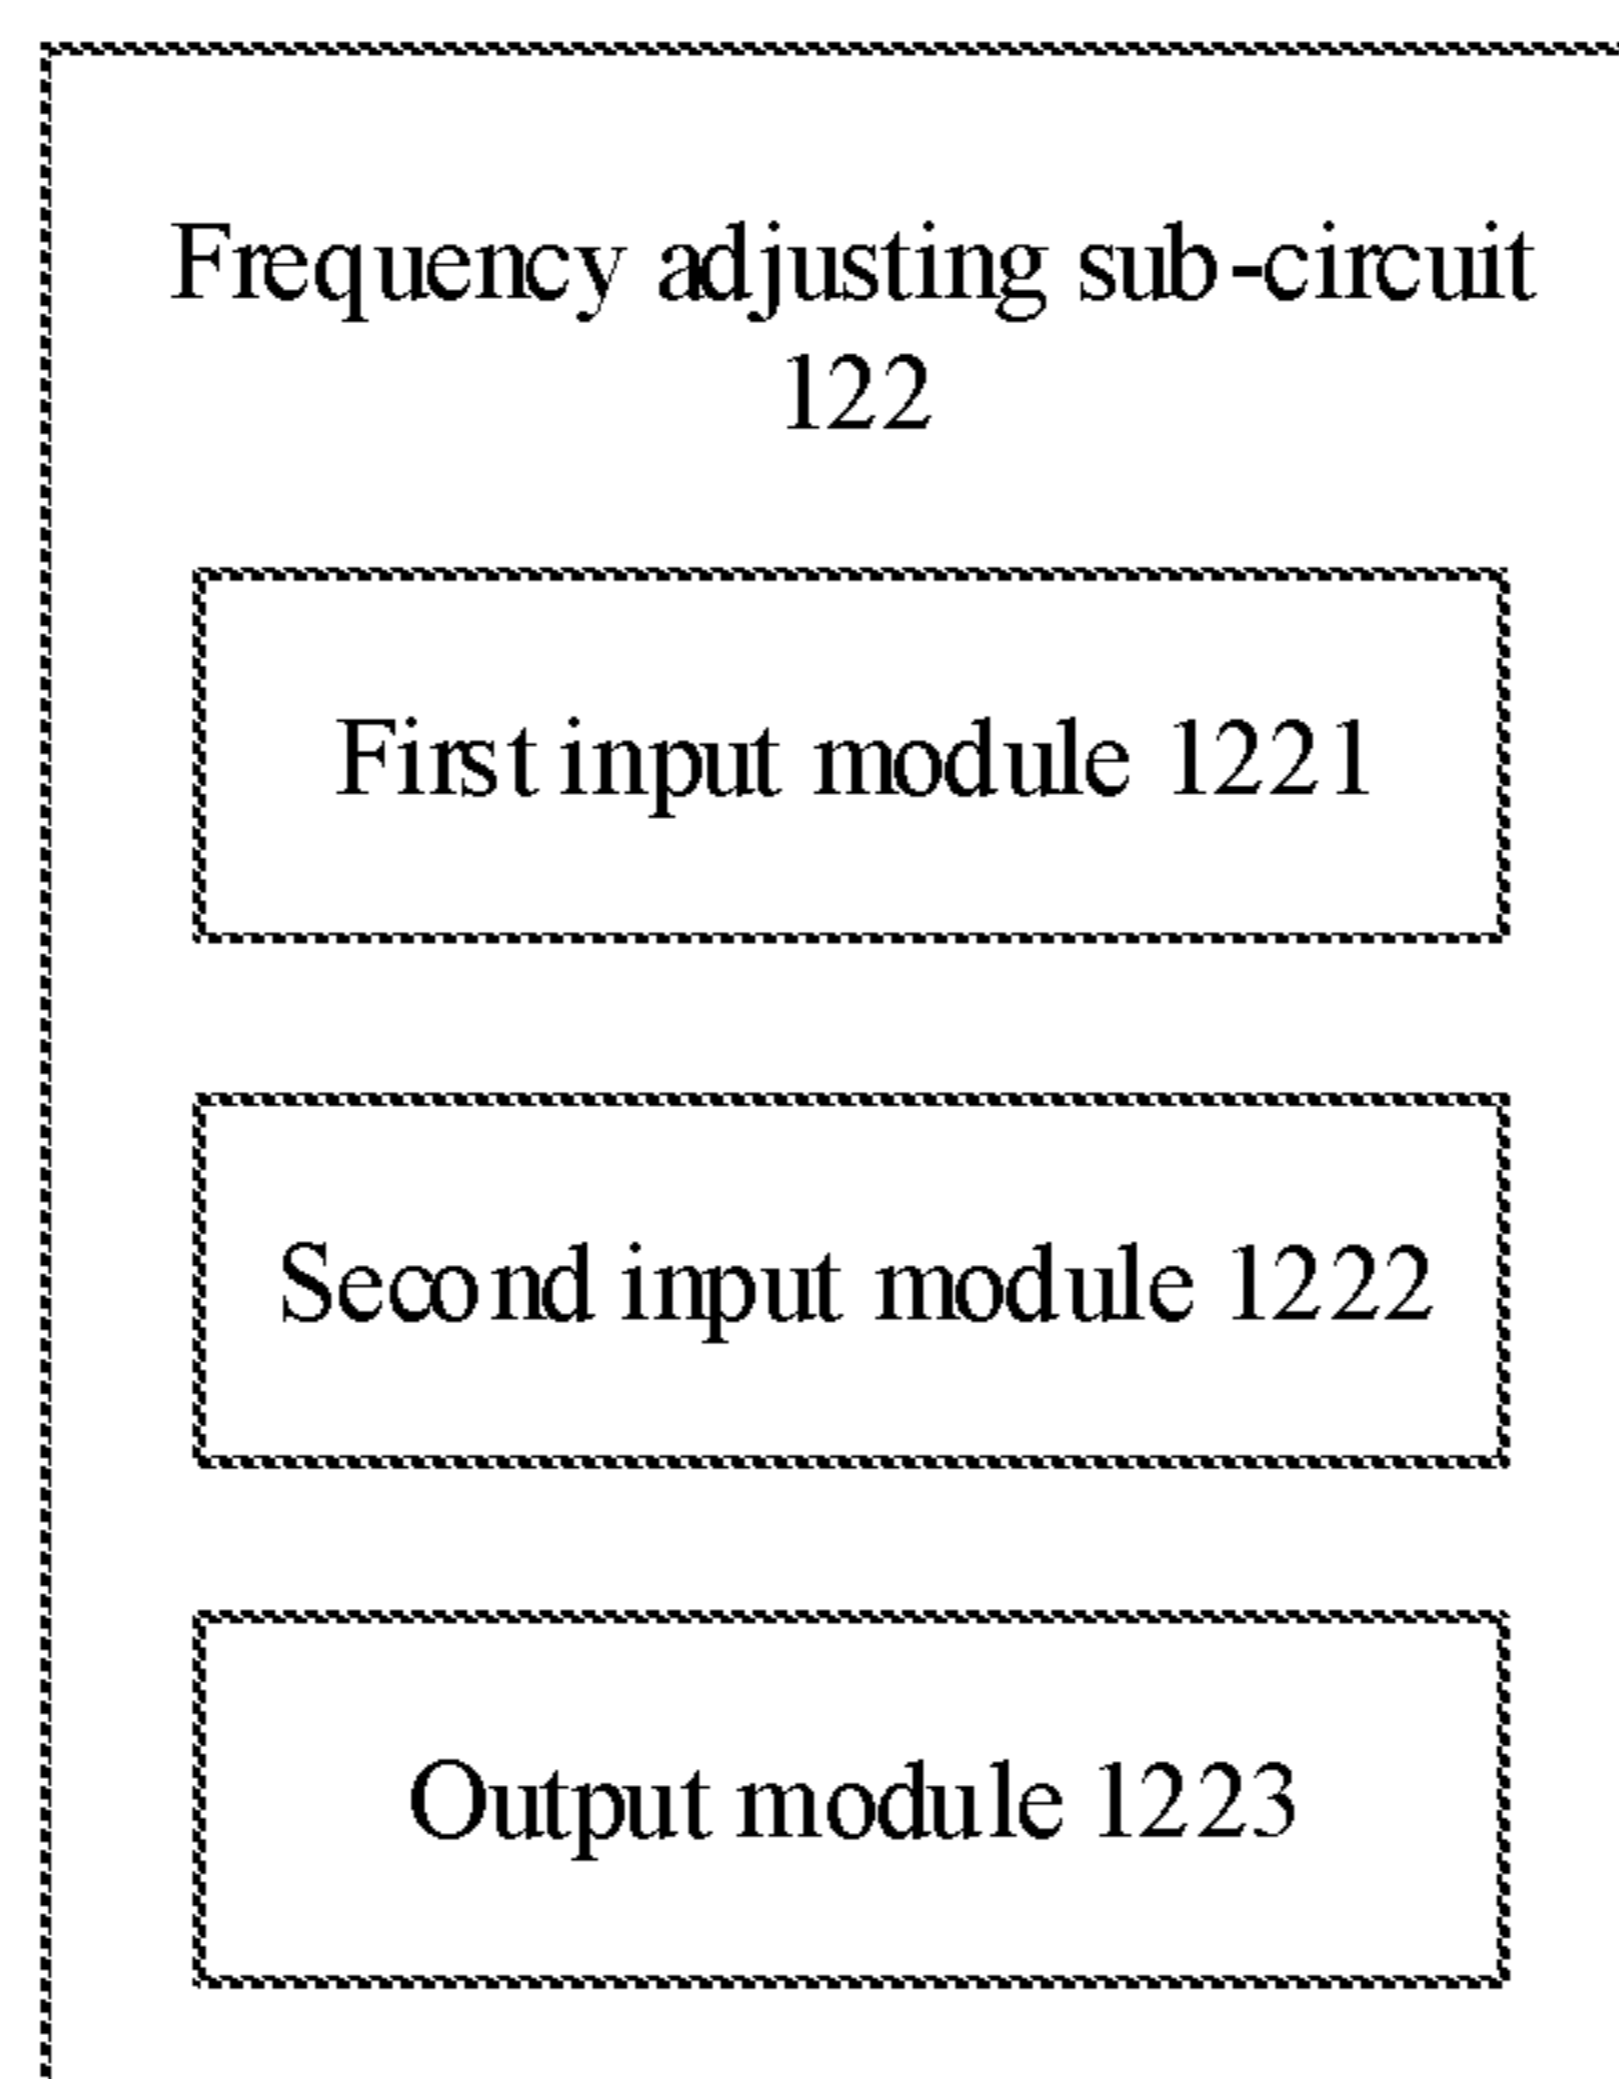 Frequency adjusting sub-circuit
122
First input module 1221
Second input module 1222
Output module 1223